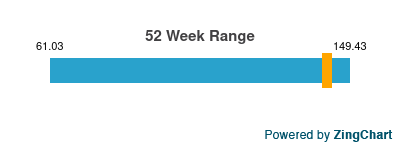 52 Week Range
61.03
149.43
Powered by ZingChart